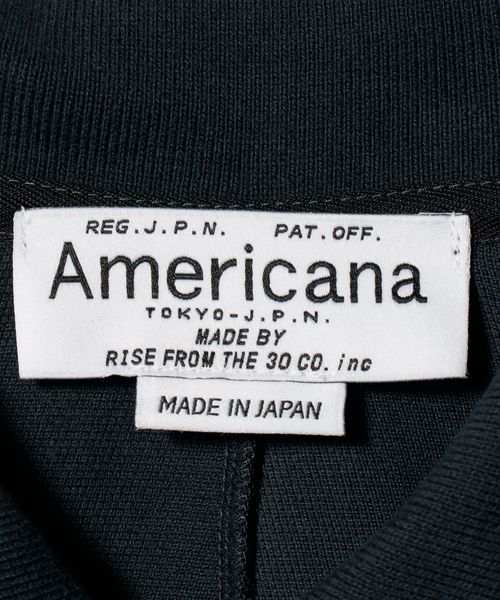 REG.J.P.N. PAT.OFF.
Americana
TOKYO-J.P.N.
MADE BY
RISE FROM THE 30 CO. inc
MADE IN JAPAN